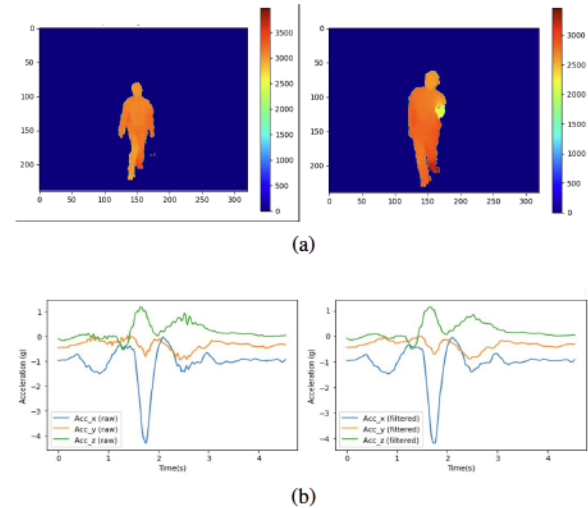 3500
3000
2500
2000
1500
1000
500
0
0
50
100
150
200
0 50 100 150 200 250 300
3000
2500
2000
1500
1000
500
0
0
50
100
150
200
0 50 100 150 200 250 300
(a)
Acceleration (g)
1
0
−1
−2
−3
−4
Acc_x (raw)
Acc_y (raw)
Acc_z (raw)
0 1 2 3 4
Time(s)
Acceleration (g)
1
0
−1
−2
−3
−4
Acc_x (filtered)
Acc_y (filtered)
Acc_z (filtered)
0 1 2 3 4
Time(s)
(b)